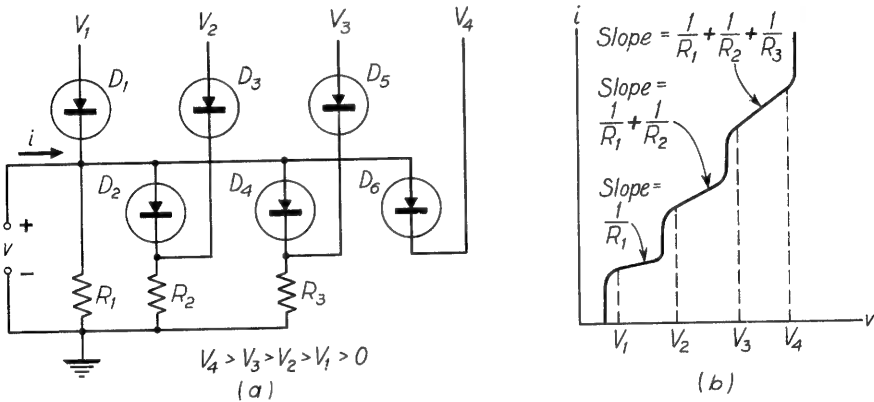 V₁ V₂ V₃ V₄
D₁ D₃ D₅
i
D₂ D₄ D₆
+
v
−
R₁ R₂ R₃
V₄ > V₃ > V₂ > V₁ > 0
(a)
i
Slope = 1/R₁ + 1/R₂ + 1/R₃
Slope =
1/R₁ + 1/R₂
Slope =
1/R₁
V₁ V₂ V₃ V₄ v
(b)